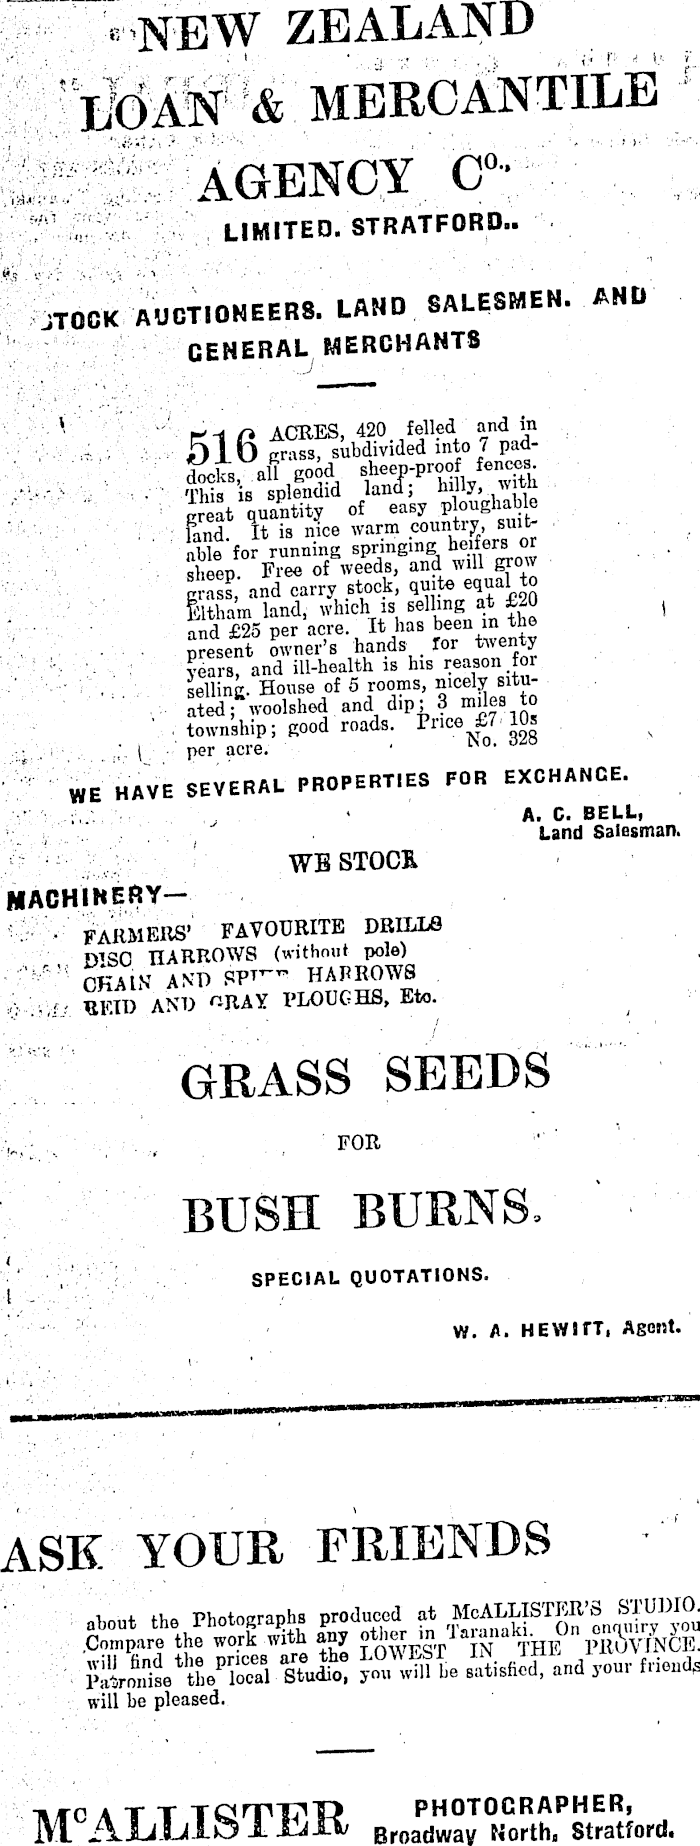 NEW ZEALAND
LOAN & MERCANTILE
AGENCY Co.,
LIMITED. STRATFORD..
STOCK AUCTIONEERS. LAND SALESMEN. AND
GENERAL MERCHANTS
516 ACRES, 420 felled and in
grass, subdivided into 7 pad-
docks, all good sheep-proof fences.
This is splendid land; hilly, with
great quantity of easy ploughable
land. It is nice warm country, suit-
able for running springing heifers or
sheep. Free of weeds, and will grow
grass, and carry stock, quite equal to
Eltham land, which is selling at £20
and £25 per acre. It has been in the
present owner's hands for twenty
years, and ill-health is his reason for
selling. House of 5 rooms, nicely situ-
ated; woolshed and dip; 3 miles to
township; good roads. Price £7 10s
per acre. No. 328
WE HAVE SEVERAL PROPERTIES FOR EXCHANGE.
A. C. BELL,
Land Salesman.
WE STOCK
MACHINERY—
FARMERS' FAVOURITE DRILLS
DISC HARROWS (without pole)
CHAIN AND HARROWS
REID AND GRAY PLOUGHS, Etc.
GRASS SEEDS
FOR
BUSH BURNS.
SPECIAL QUOTATIONS.
W. A. HEWITT, Agent.
ASK YOUR FRIENDS
about the Photographs produced at McALLISTER'S STUDIO.
Compare the work with any other in Taranaki. On enquiry you
will find the prices are the LOWEST IN THE PROVINCE.
Patronise the local Studio, you will be satisfied, and your friends
will be pleased.
McALLISTER PHOTOGRAPHER,
Broadway North, Stratford.